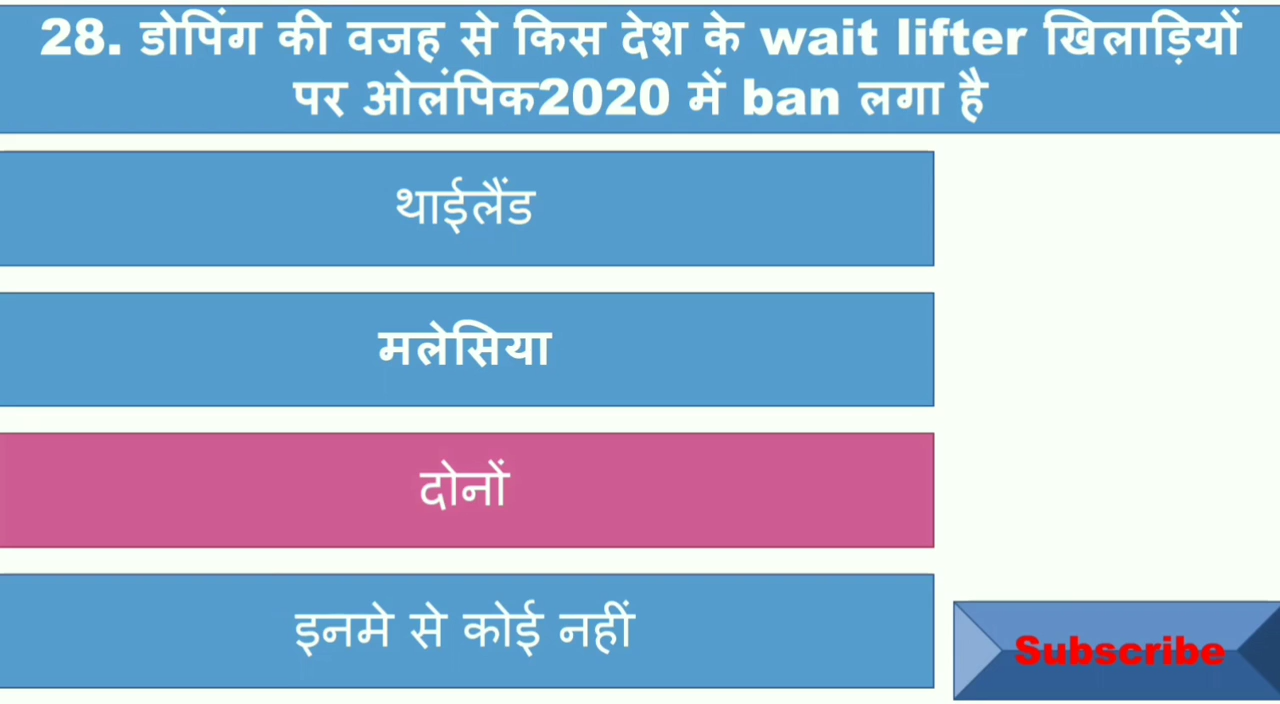 28. डोपिंग की वजह से किस देश के wait lifter खिलाड़ियों
पर ओलंपिक2020 में ban लगा है
थाईलैंड
मलेसिया
दोनों
इनमे से कोई नहीं
Subscribe